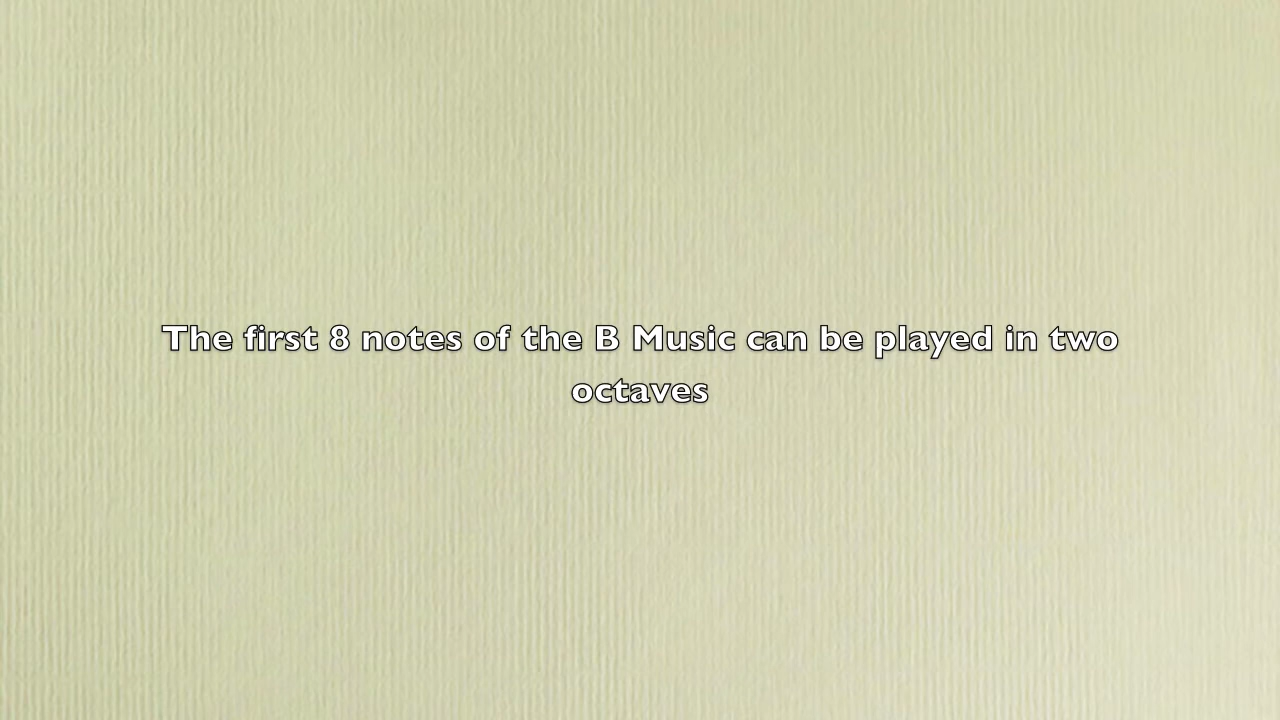 The first 8 notes of the B Music can be played in two
octaves